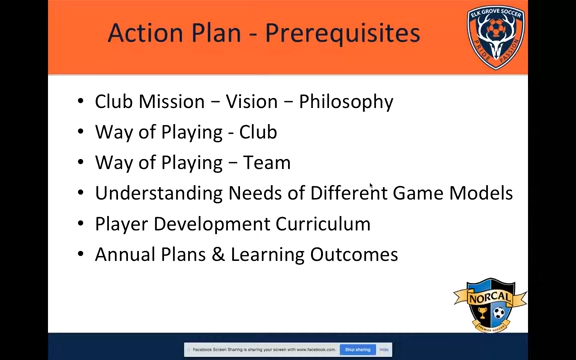 Action Plan - Prerequisites
ELK GROVE SOCCER
PRIDE PASSION
• Club Mission – Vision – Philosophy
• Way of Playing - Club
• Way of Playing – Team
• Understanding Needs of Different Game Models
• Player Development Curriculum
• Annual Plans & Learning Outcomes
NORCAL
Facebook Screen Sharing is sharing your screen with www.facebook.com.
Stop sharing
Hide